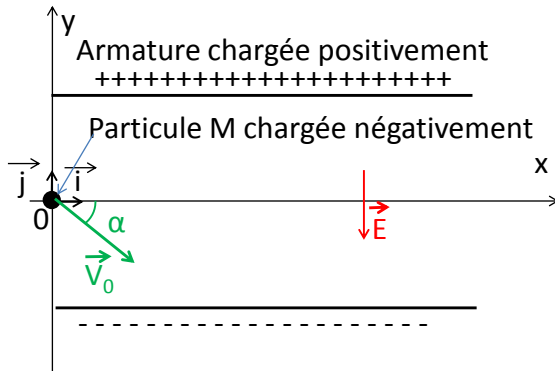 y
Armature chargée positivement
++++++++++++++++++++++
Particule M chargée négativement
j i x
0 α
E
V0
- - - - - - - - - - - - - - - - - -